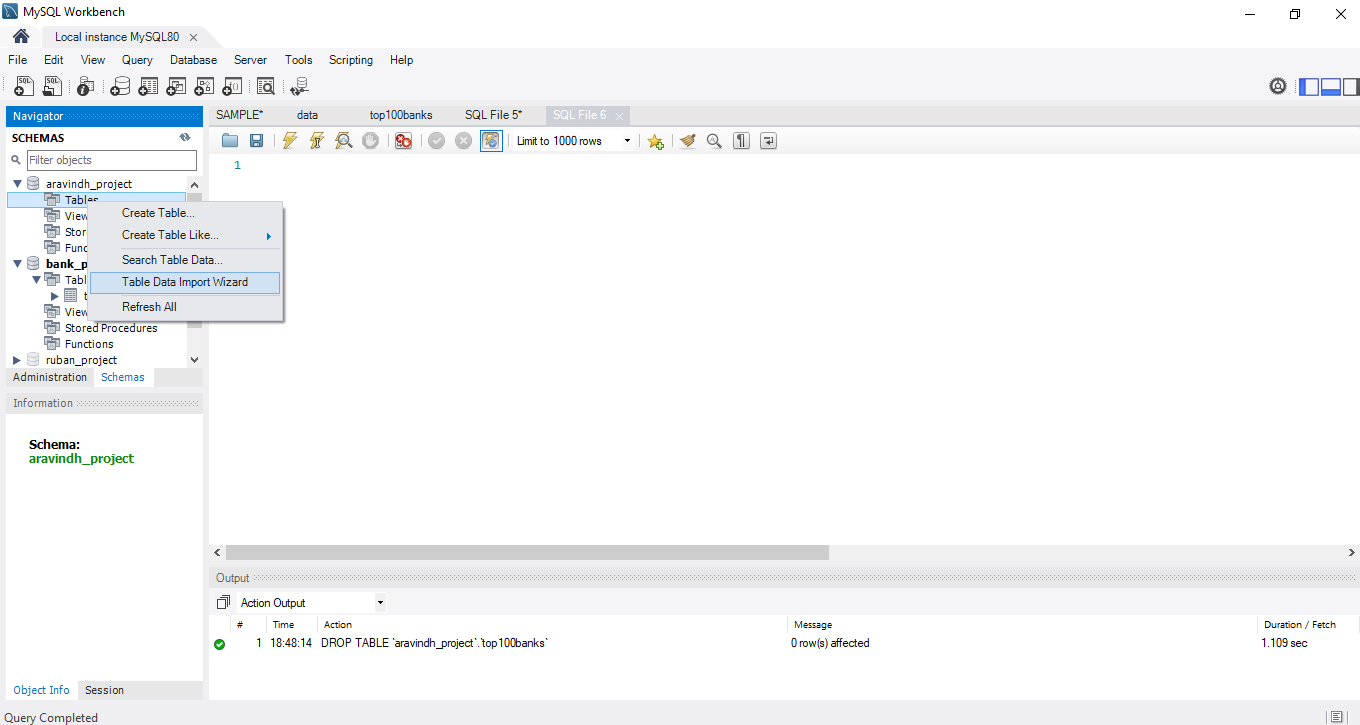 MySQL Workbench
Local instance MySQL80
File Edit View Query Database Server Tools Scripting Help
Navigator
SCHEMAS
Filter objects
aravindh_project
Tables
View
Stor
Func
bank_p
Tabl
t
View
Stored Procedures
Functions
ruban_project
Create Table...
Create Table Like...
Search Table Data...
Table Data Import Wizard
Refresh All
Administration Schemas
Information
Schema:
aravindh_project
Object Info Session
SAMPLE* data top100banks SQL File 5* SQL File 6
Limit to 1000 rows
1
Output
Action Output
# Time Action Message Duration / Fetch
1 18:48:14 DROP TABLE `aravindh_project`.`top100banks` 0 row(s) affected 1.109 sec
Query Completed